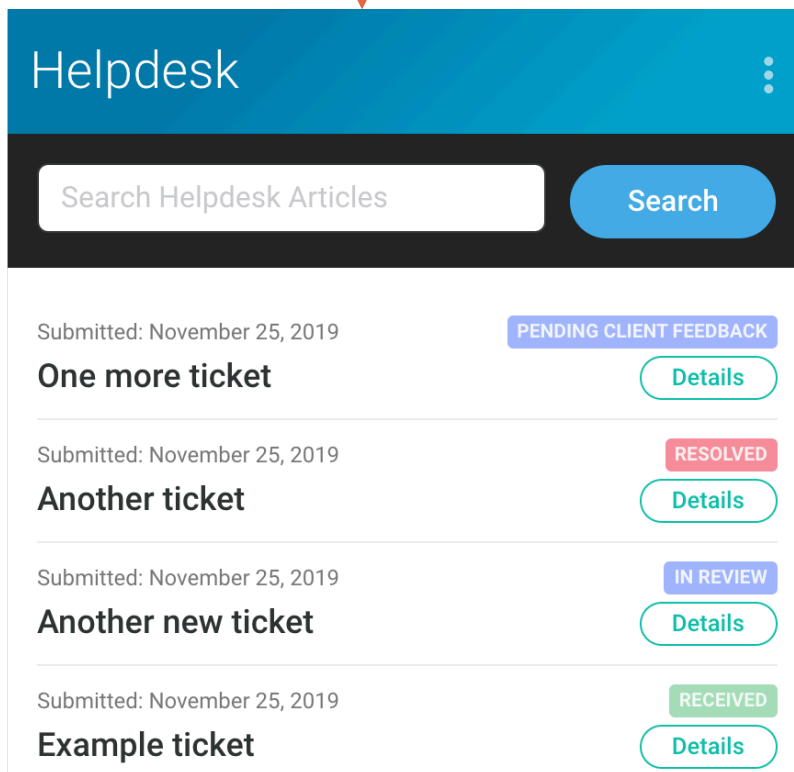 Helpdesk
Search Helpdesk Articles
Search
Submitted: November 25, 2019
PENDING CLIENT FEEDBACK
One more ticket
Details
Submitted: November 25, 2019
RESOLVED
Another ticket
Details
Submitted: November 25, 2019
IN REVIEW
Another new ticket
Details
Submitted: November 25, 2019
RECEIVED
Example ticket
Details